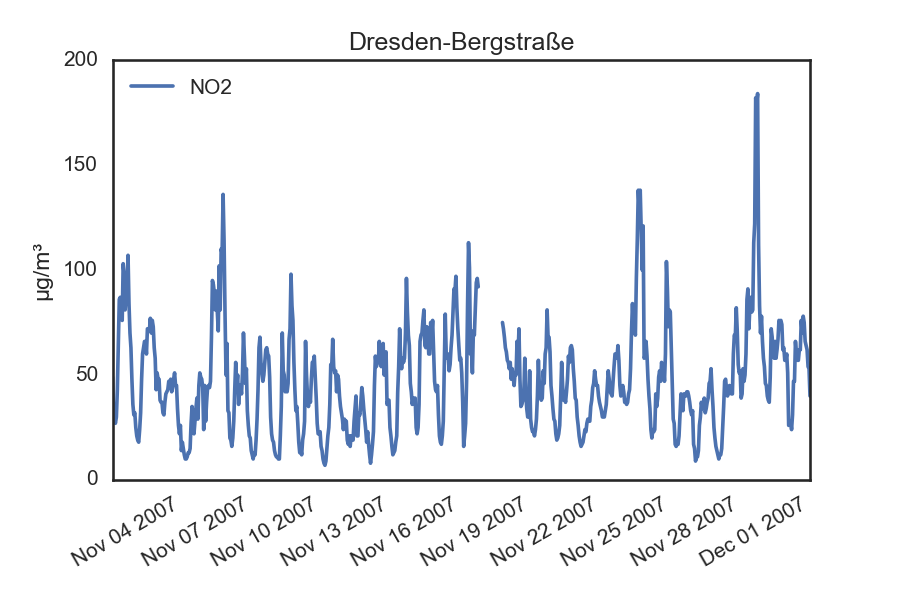 Dresden-Bergstraße
NO2
µg/m³
200
150
100
50
0
Nov 04 2007
Nov 07 2007
Nov 10 2007
Nov 13 2007
Nov 16 2007
Nov 19 2007
Nov 22 2007
Nov 25 2007
Nov 28 2007
Dec 01 2007